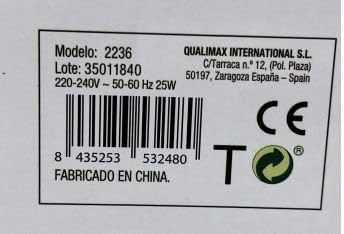 Modelo: 2236
Lote: 35011840
220-240V ~ 50-60 Hz 25W
8 435253 532480
FABRICADO EN CHINA.
QUALIMAX INTERNATIONAL S.L.
C/Tarraca n.º 12, (Pol. Plaza)
50197, Zaragoza España – Spain
CE
T ®